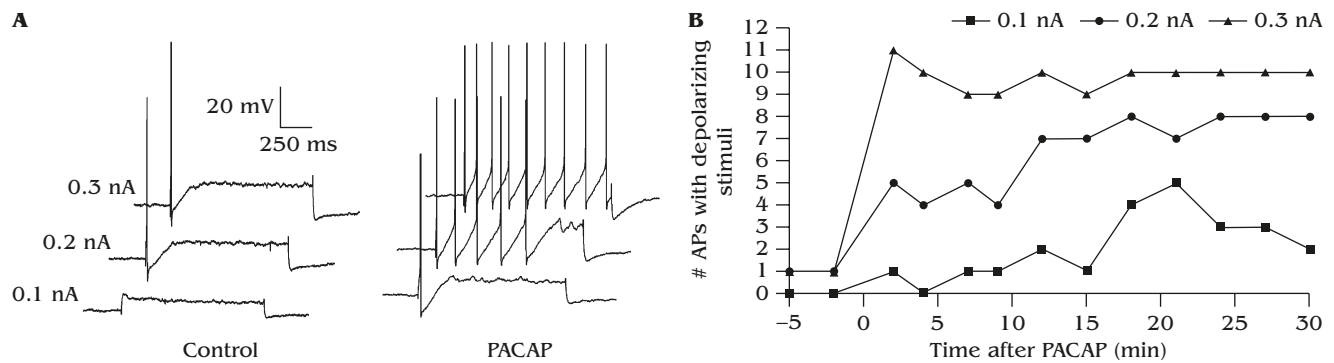 A
20 mV
250 ms
0.3 nA
0.2 nA
0.1 nA
Control
PACAP
B
0.1 nA
0.2 nA
0.3 nA
# APs with depolarizing
stimuli
12
11
10
9
8
7
6
5
4
3
2
1
0
−5
0
5
10
15
20
25
30
Time after PACAP (min)